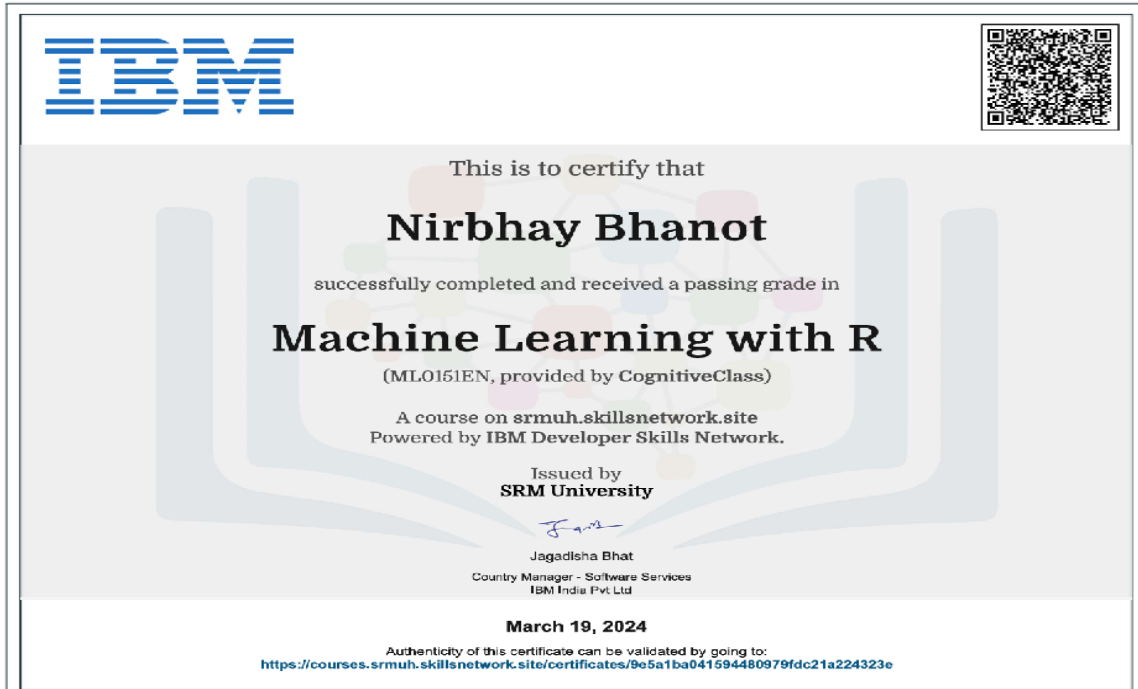 IBM
This is to certify that
Nirbhay Bhanot
successfully completed and received a passing grade in
Machine Learning with R
(ML0151EN, provided by CognitiveClass)
A course on srmuh.skillsnetwork.site
Powered by IBM Developer Skills Network.
Issued by
SRM University
Jagadisha Bhat
Country Manager - Software Services
IBM India Pvt Ltd
March 19, 2024
Authenticity of this certificate can be validated by going to:
https://courses.srmuh.skillsnetwork.site/certificates/9e5a1ba041594480979fdc21a224323e